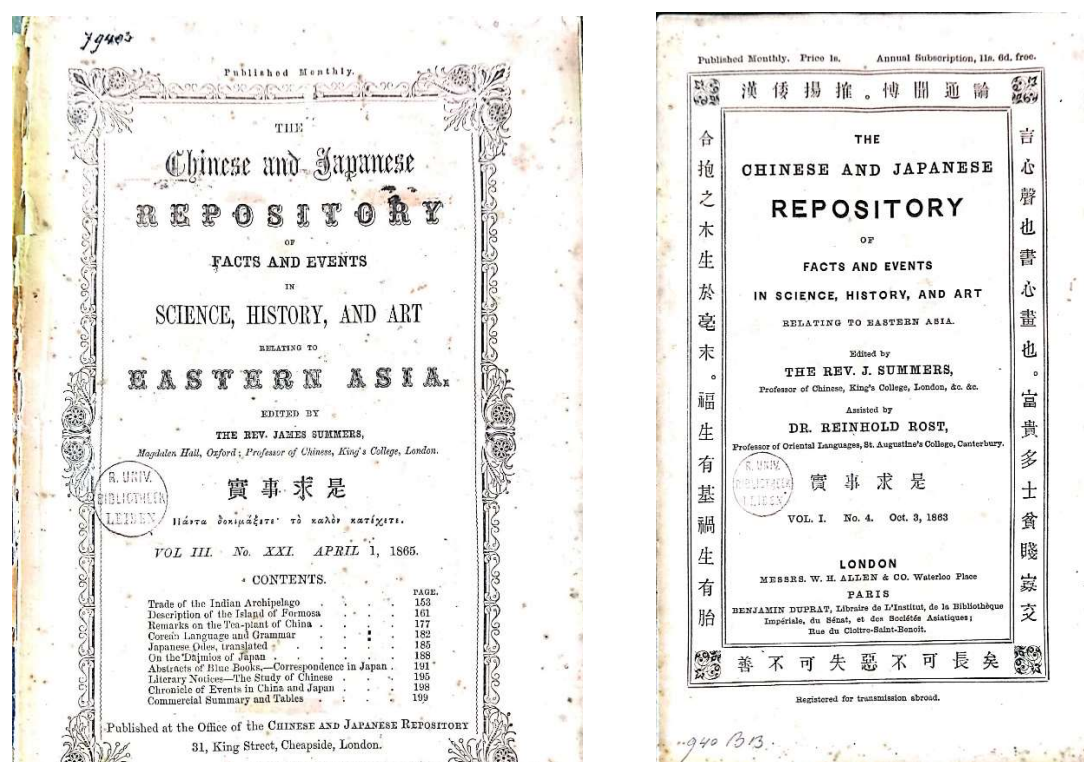 79403
Published Monthly.
THE
Chinese and Japanese
REPOSITORY
OF
FACTS AND EVENTS
IN
SCIENCE, HISTORY, AND ART
RELATING TO
EASTERN ASIA.
EDITED BY
THE REV. JAMES SUMMERS,
Magdalen Hall, Oxford; Professor of Chinese, King's College, London.
R. UNIV.
BIBLIOTHEEK
LEIDEN
實事求是
Πάντα δοκιμάζετε· τὸ καλὸν κατέχετε.
VOL III. No. XXI. APRIL 1, 1865.
CONTENTS.
PAGE.
Trade of the Indian Archipelago . . . . 153
Description of the Island of Formosa . . . . 161
Remarks on the Tea-plant of China . . . . 177
Corean Language and Grammar . . . . 182
Japanese Odes, translated . . . . 185
On the Daimios of Japan . . . . 188
Abstracts of Blue Books,—Correspondence in Japan . 191
Literary Notices—The Study of Chinese . . . 195
Chronicle of Events in China and Japan . . . 198
Commercial Summary and Tables . . . . 199
Published at the Office of the CHINESE AND JAPANESE REPOSITORY
31, King Street, Cheapside, London.
Published Monthly. Price 1s. Annual Subscription, 11s. 6d. free.
漢倭揚搉。博開通論
言心聲也書心畫也。富貴多士貧賤寡交
合抱之木生於毫末。福生有基禍生有胎
THE
CHINESE AND JAPANESE
REPOSITORY
OF
FACTS AND EVENTS
IN SCIENCE, HISTORY, AND ART
RELATING TO EASTERN ASIA.
Edited by
THE REV. J. SUMMERS,
Professor of Chinese, King's College, London, &c. &c.
Assisted by
DR. REINHOLD ROST,
Professor of Oriental Languages, St. Augustine's College, Canterbury.
R. UNIV.
BIBLIOTHEEK
LEIDEN
實事求是
VOL. I. No. 4. Oct. 3, 1863
LONDON
MESSRS. W. H. ALLEN & CO. Waterloo Place
PARIS
BENJAMIN DUPRAT, Libraire de L'Institut, de la Bibliothèque
Impériale, du Sénat, et des Sociétés Asiatiques;
Rue du Cloître-Saint-Benoit.
善不可失惡不可長矣
Registered for transmission abroad.
940 B13